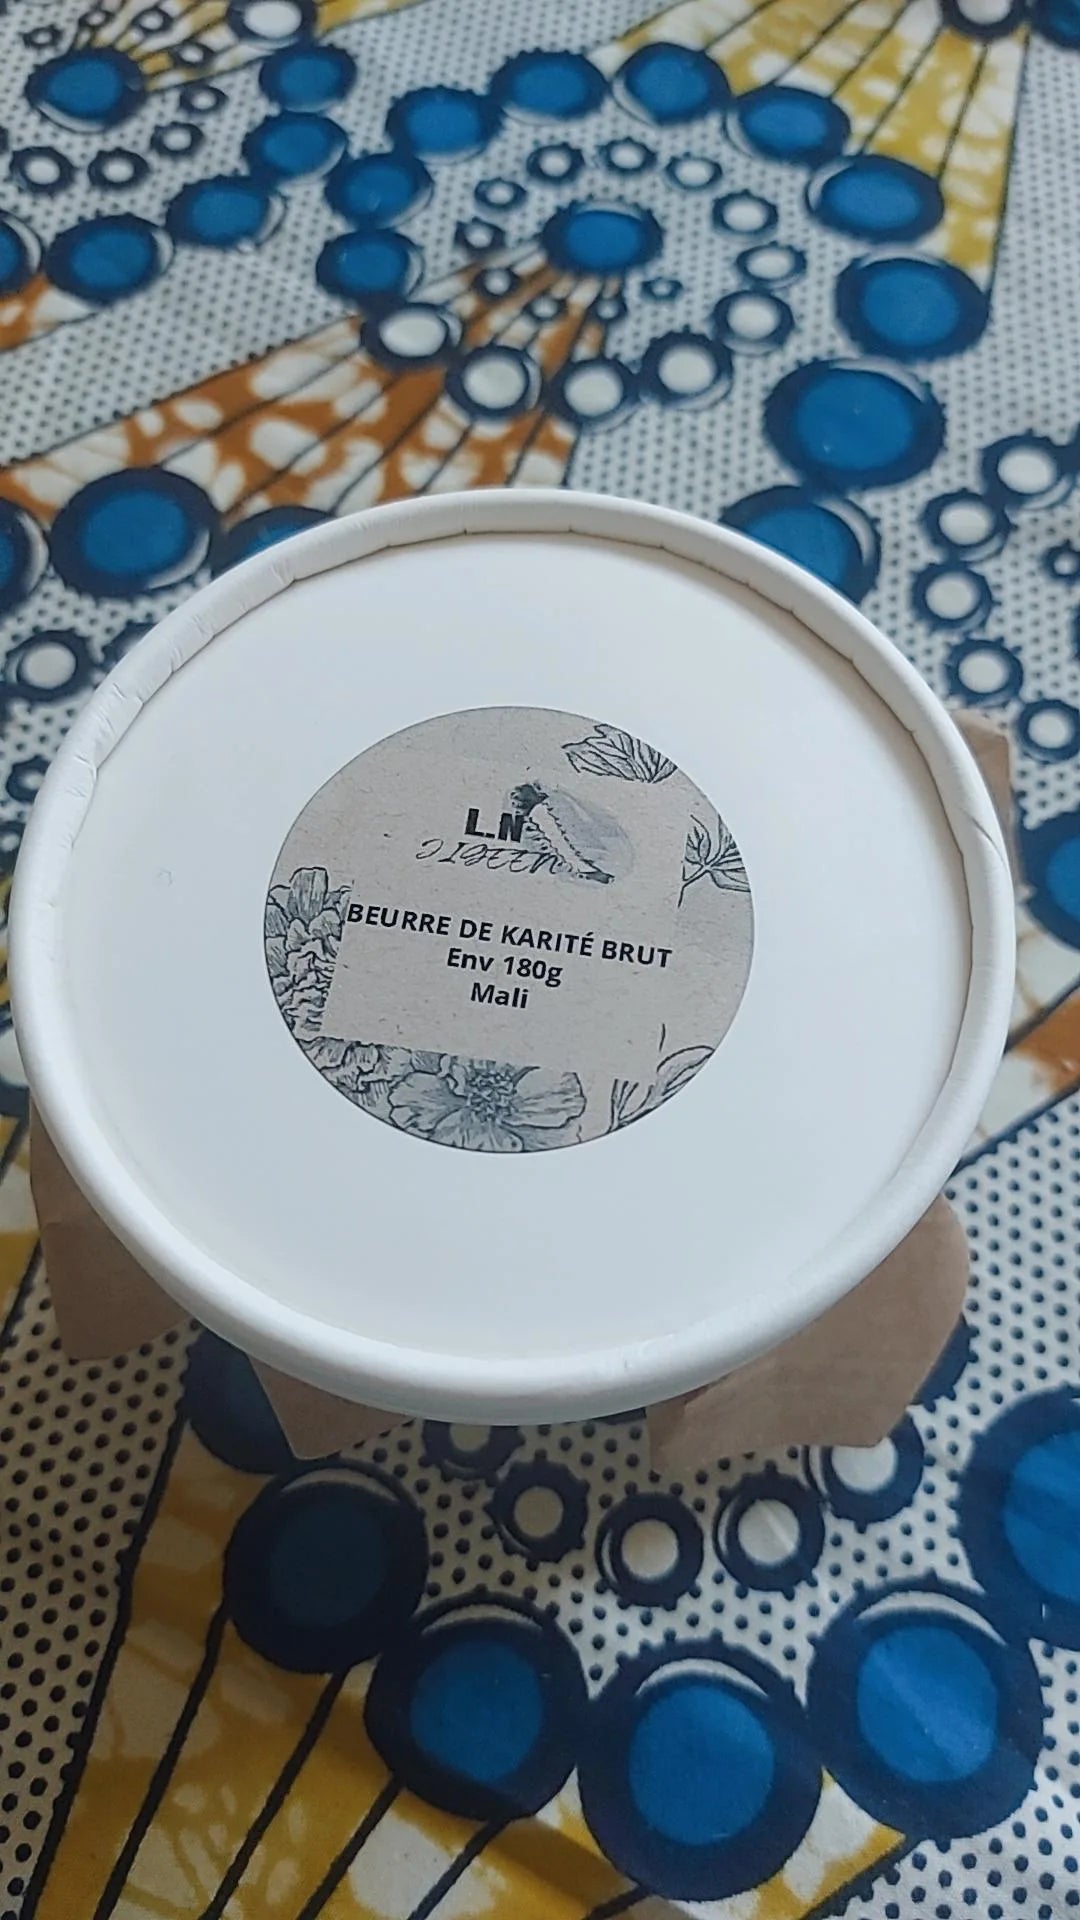 L.N
BEURRE DE KARITÉ BRUT
Env 180g
Mali